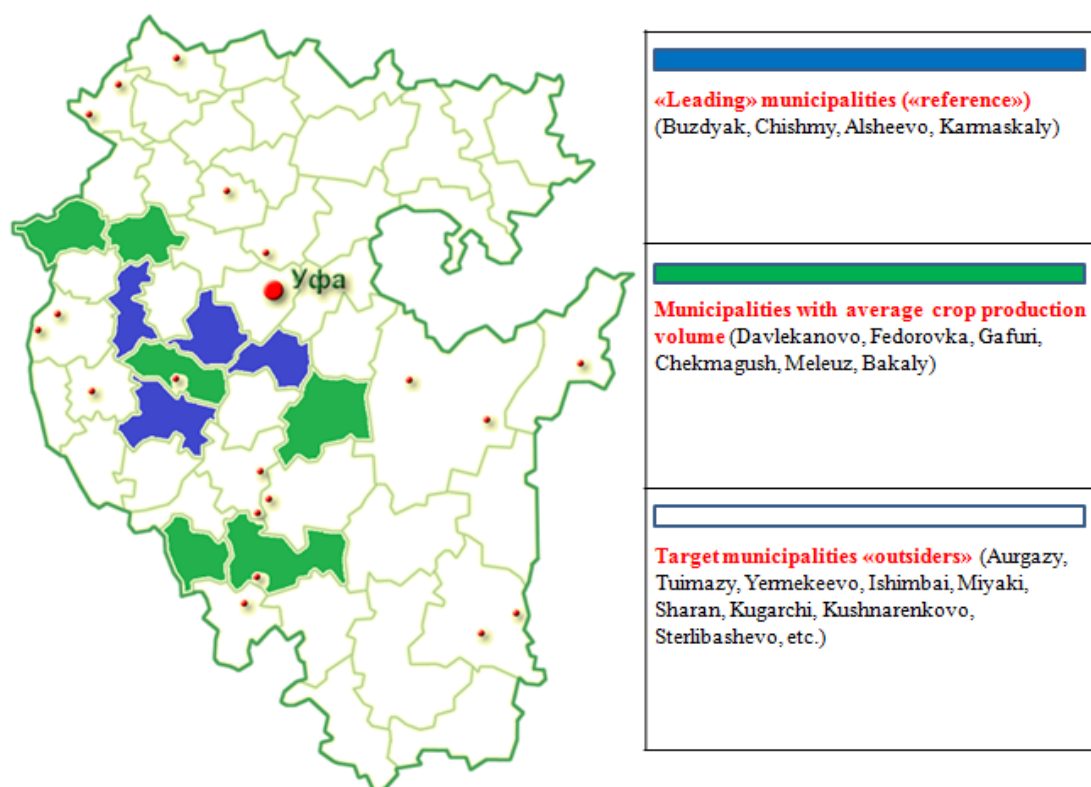 Уфа
«Leading» municipalities («reference»)
(Buzdyak, Chishmy, Alsheevo, Karmaskaly)
Municipalities with average crop production
volume (Davlekanovo, Fedorovka, Gafuri,
Chekmagush, Meleuz, Bakaly)
Target municipalities «outsiders» (Aurgazy,
Tuimazy, Yermekeevo, Ishimbai, Miyaki,
Sharan, Kugarchi, Kushnarenkovo,
Sterlibashevo, etc.)